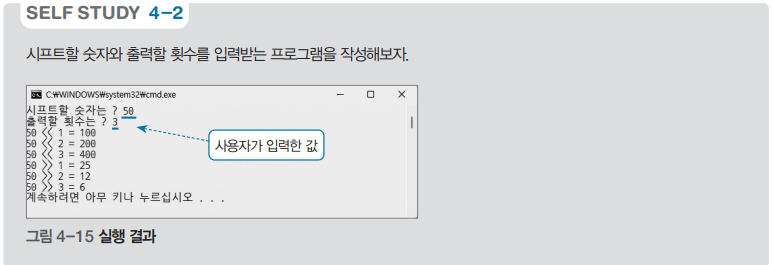 SELF STUDY 4-2
시프트할 숫자와 출력할 횟수를 입력받는 프로그램을 작성해보자.
C:₩WINDOWS₩system32₩cmd.exe
시프트할 숫자는 ? 50
출력할 횟수는 ? 3
50 << 1 = 100
50 << 2 = 200
50 << 3 = 400
50 >> 1 = 25
50 >> 2 = 12
50 >> 3 = 6
계속하려면 아무 키나 누르십시오 . . .
사용자가 입력한 값
그림 4-15 실행 결과